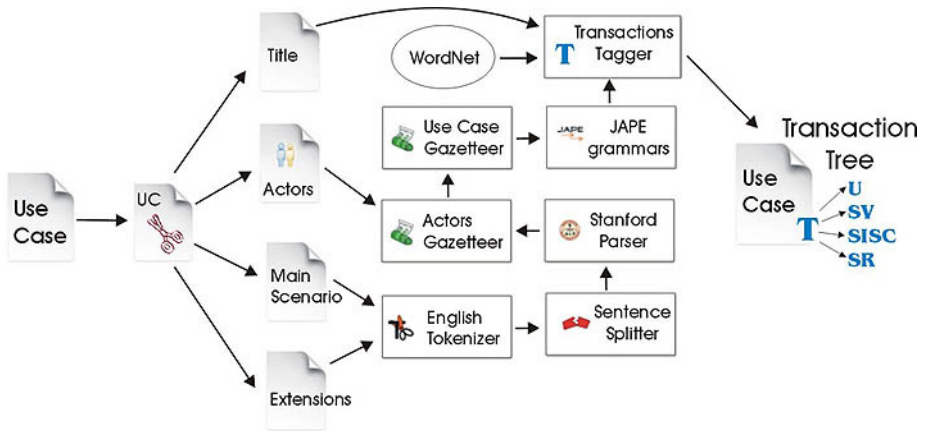 Title
WordNet
T
Transactions
Tagger
Use Case
Gazetteer
JAPE
JAPE
grammars
Transaction
Tree
Use
Case
T
U
SV
SISC
SR
Use
Case
UC
Actors
Actors
Gazetteer
Stanford
Parser
Main
Scenario
English
Tokenizer
Sentence
Splitter
Extensions